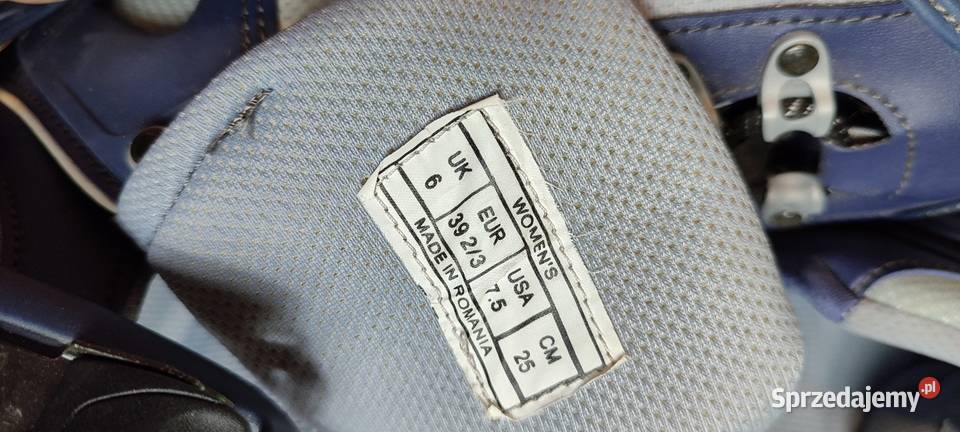 WOMEN'S
UK EUR USA CM
6 39 2/3 7.5 25
MADE IN ROMANIA
Sprzedajemy.pl